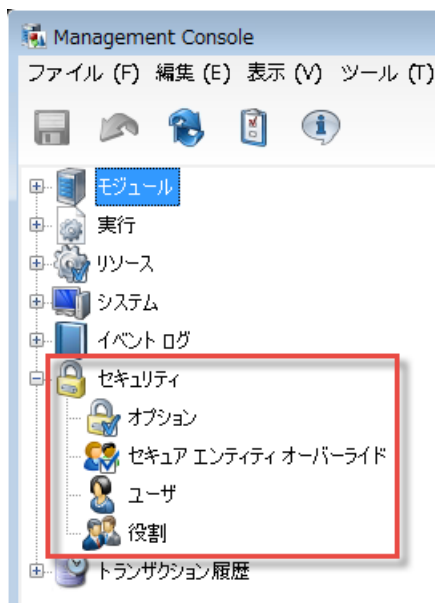 Management Console
ファイル (F) 編集 (E) 表示 (V) ツール (T)
モジュール
実行
リソース
システム
イベント ログ
セキュリティ
オプション
セキュア エンティティ オーバーライド
ユーザ
役割
トランザクション履歴